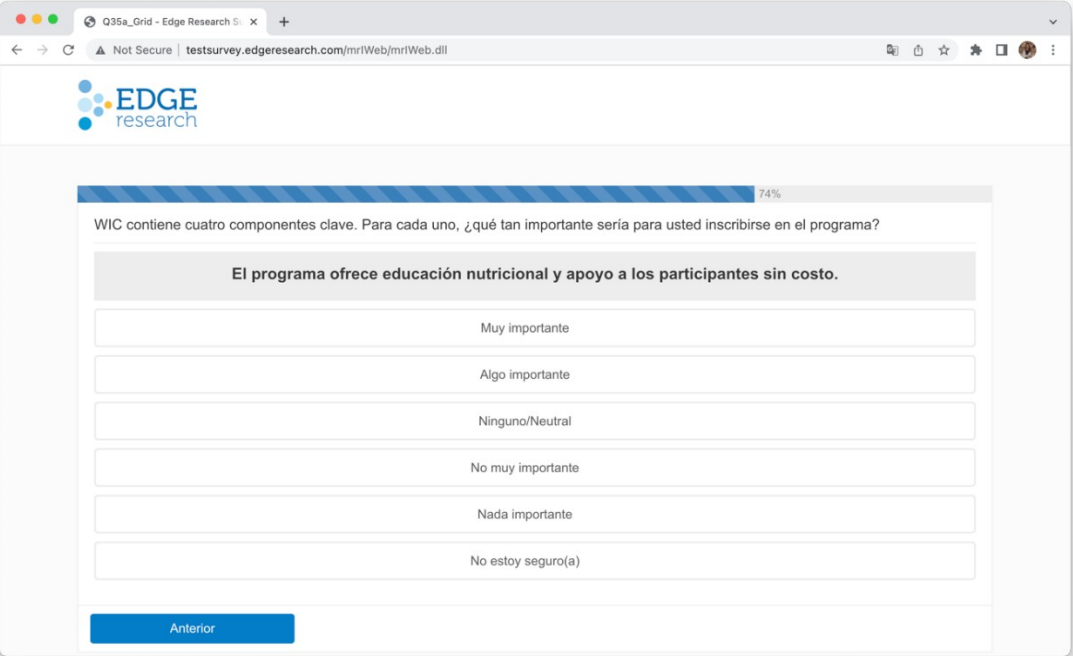 Q35a_Grid - Edge Research Su
Not Secure | testsurvey.edgeresearch.com/mrIWeb/mrIWeb.dll
EDGE
research
74%
WIC contiene cuatro componentes clave. Para cada uno, ¿qué tan importante sería para usted inscribirse en el programa?
El programa ofrece educación nutricional y apoyo a los participantes sin costo.
Muy importante
Algo importante
Ninguno/Neutral
No muy importante
Nada importante
No estoy seguro(a)
Anterior